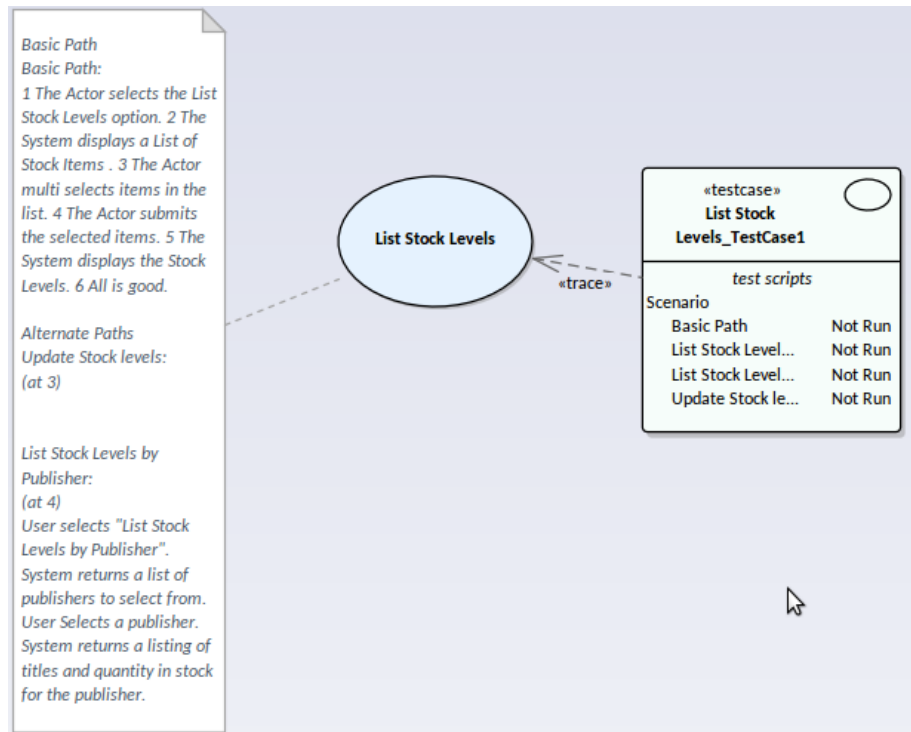 Basic Path
Basic Path:
1 The Actor selects the List
Stock Levels option. 2 The
System displays a List of
Stock Items . 3 The Actor
multi selects items in the
list. 4 The Actor submits
the selected items. 5 The
System displays the Stock
Levels. 6 All is good.
Alternate Paths
Update Stock levels:
(at 3)
List Stock Levels by
Publisher:
(at 4)
User selects "List Stock
Levels by Publisher".
System returns a list of
publishers to select from.
User Selects a publisher.
System returns a listing of
titles and quantity in stock
for the publisher.
List Stock Levels
«trace»
«testcase»
List Stock
Levels_TestCase1
test scripts
Scenario
Basic Path Not Run
List Stock Level... Not Run
List Stock Level... Not Run
Update Stock le... Not Run